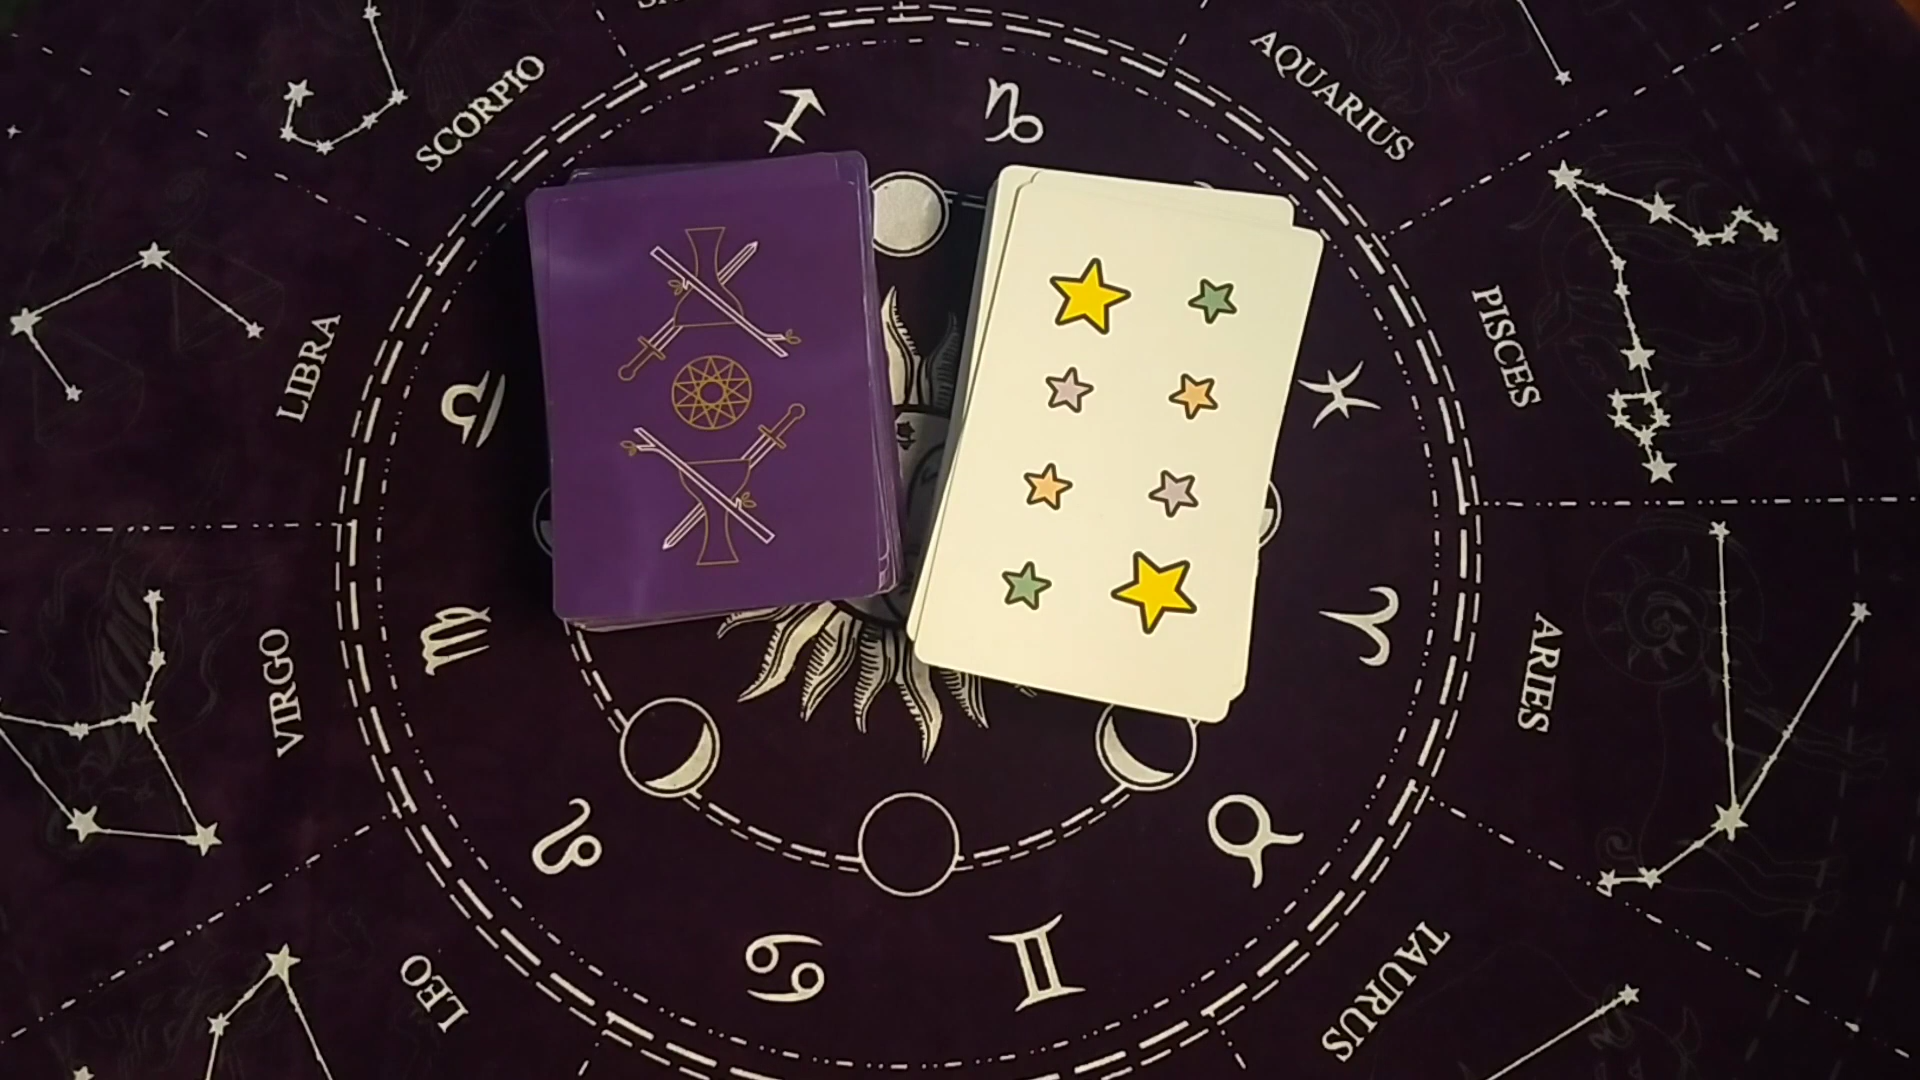 SCORPIO
AQUARIUS
LIBRA
PISCES
VIRGO
ARIES
LEO
TAURUS